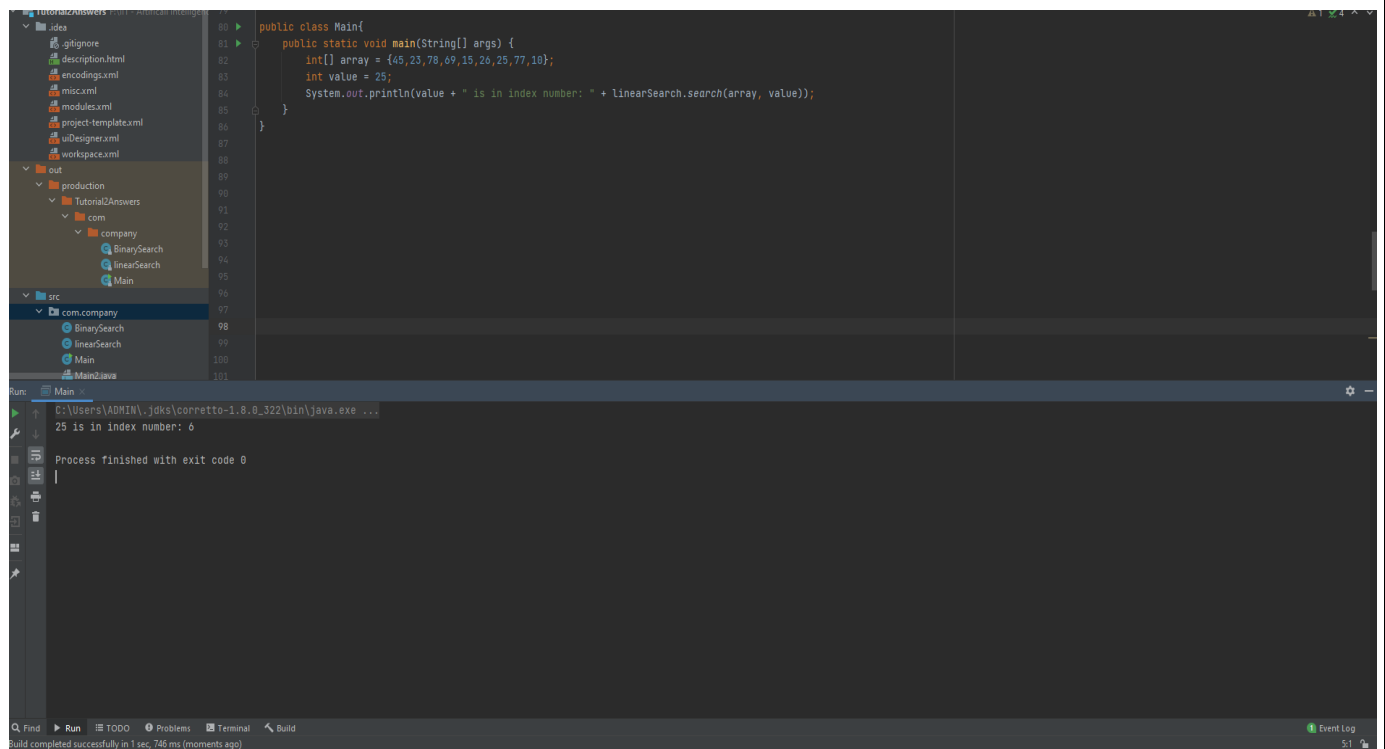 Tutorial2Answers
.idea
.gitignore
description.html
encodings.xml
misc.xml
modules.xml
project-template.xml
uiDesigner.xml
workspace.xml
out
production
Tutorial2Answers
com
company
BinarySearch
linearSearch
Main
src
com.company
BinarySearch
linearSearch
Main
Main2.java
80 public class Main{
81 public static void main(String[] args) {
82 int[] array = {45,23,78,69,15,26,25,77,10};
83 int value = 25;
84 System.out.println(value + " is in index number: " + linearSearch.search(array, value));
85 }
86 }
87
88
89
90
91
92
93
94
95
96
97
98
99
100
101
1 4
Run: Main
C:\Users\ADMIN\.jdks\corretto-1.8.0_322\bin\java.exe ...
25 is in index number: 6
Process finished with exit code 0
Find Run TODO Problems Terminal Build 1 Event Log
Build completed successfully in 1 sec, 746 ms (moments ago) 5:1